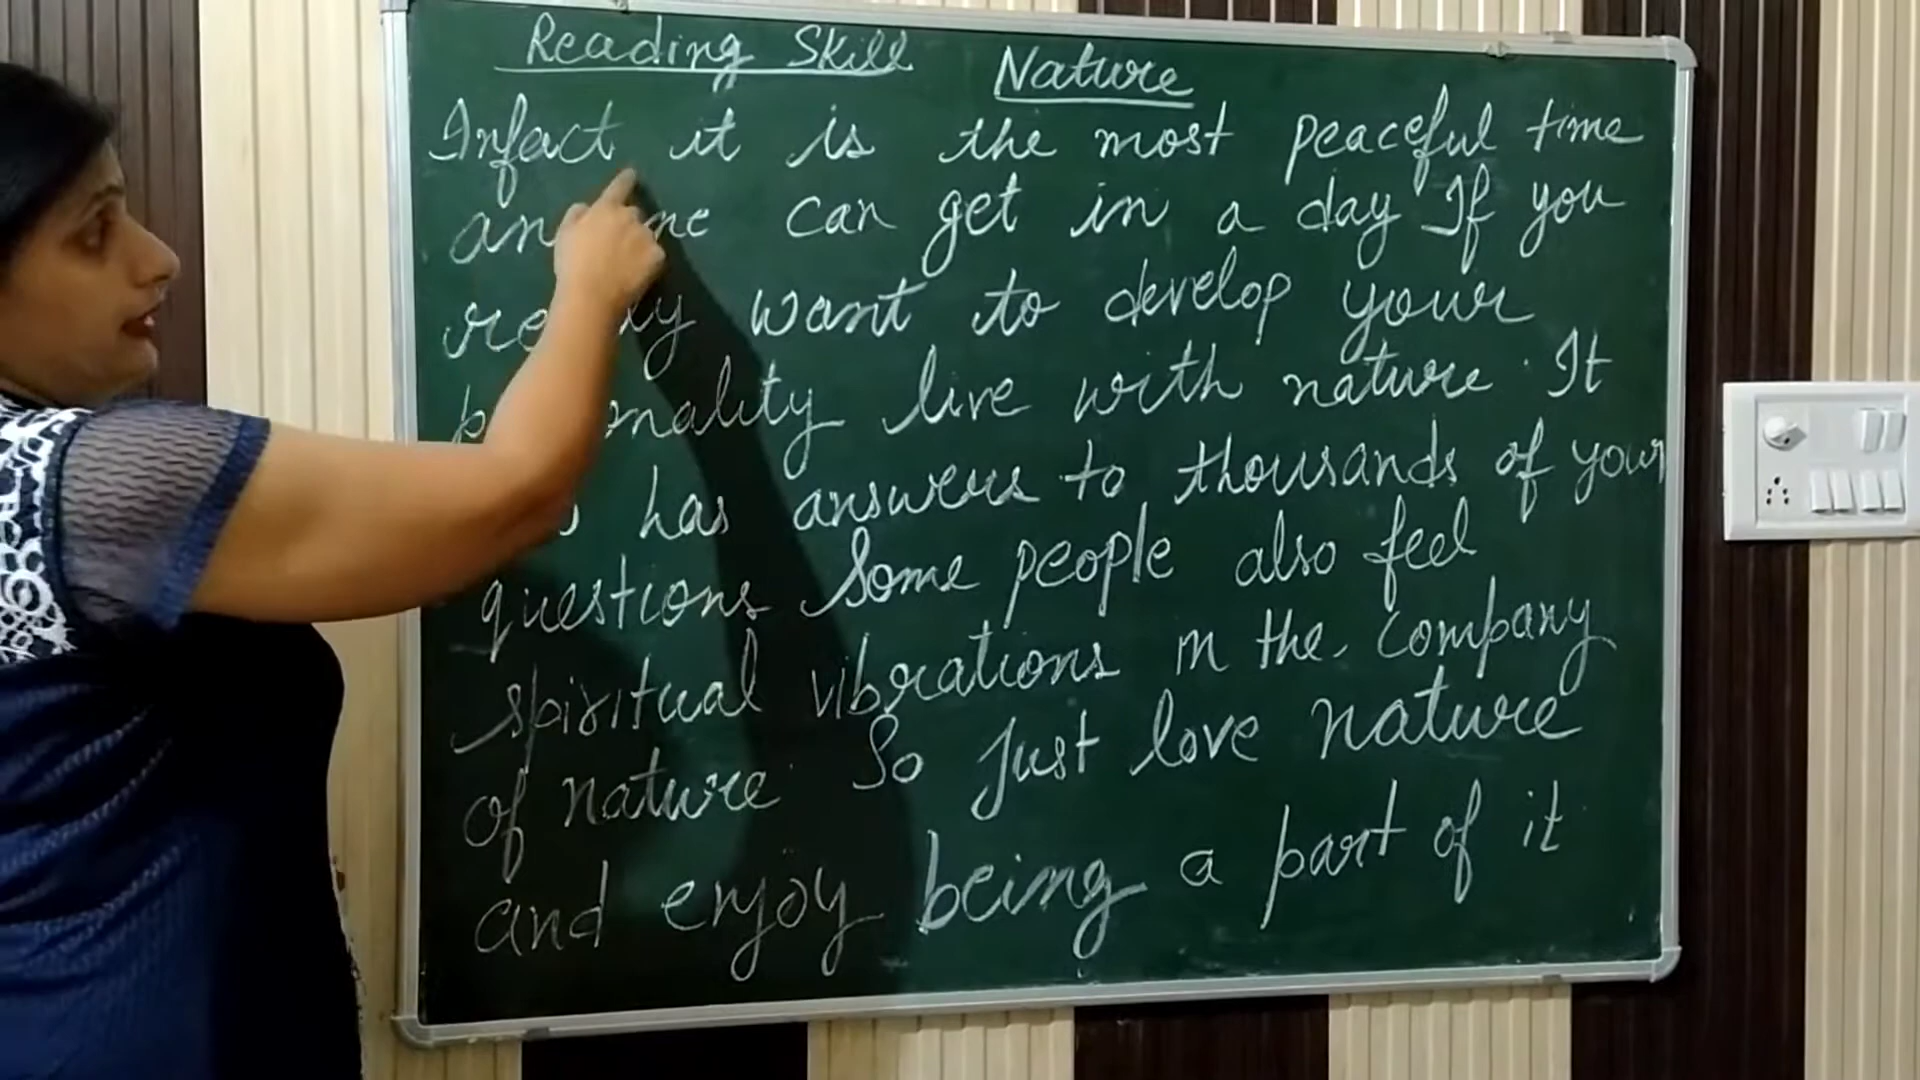 Reading Skill Nature
Infact it is the most peaceful time
can get in a day If you
want to develop your
live with nature. It
has answers to thousands of your
questions Some people also feel
spiritual vibrations in the company
of nature. So just love nature
and enjoy being a part of it